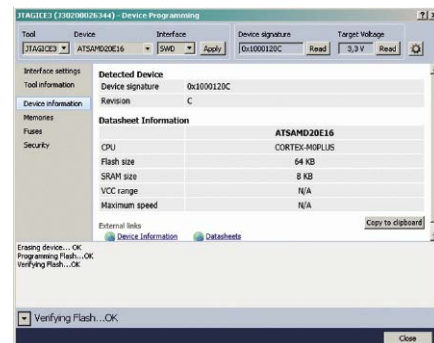 JTAGICE3 (J30200026344) - Device Programming
Tool Device Interface Device signature Target Voltage
JTAGICE3 ATSAMD20E16 SWD Apply 0x1000120C Read 3,3 V Read
Interface settings
Tool information
Device information
Memories
Fuses
Security
Detected Device
Device signature 0x1000120C
Revision C
Datasheet Information
ATSAMD20E16
CPU CORTEX-M0PLUS
Flash size 64 KB
SRAM size 8 KB
VCC range N/A
Maximum speed N/A
Copy to clipboard
External links
Device Information Datasheets
Erasing device... OK
Programming Flash...OK
Verifying Flash...OK
Verifying Flash...OK
Close